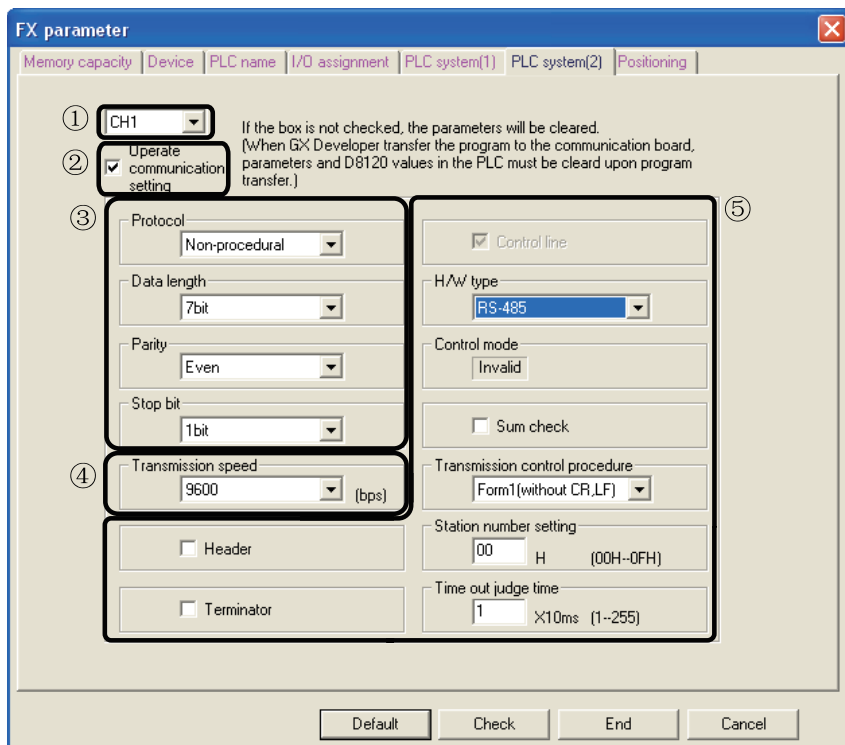 FX parameter
Memory capacity Device PLC name I/O assignment PLC system(1) PLC system(2) Positioning
① CH1
If the box is not checked, the parameters will be cleared.
(When GX Developer transfer the program to the communication board,
parameters and D8120 values in the PLC must be cleard upon program
transfer.)
② Operate
communication
setting
③
⑤
Protocol
Non-procedural
Control line
Data length
7bit
H/W type
RS-485
Parity
Even
Control mode
Invalid
Stop bit
1bit
Sum check
④
Transmission speed
9600 (bps)
Transmission control procedure
Form1(without CR,LF)
Header
Station number setting
00 H (00H--0FH)
Terminator
Time out judge time
1 X10ms (1--255)
Default Check End Cancel